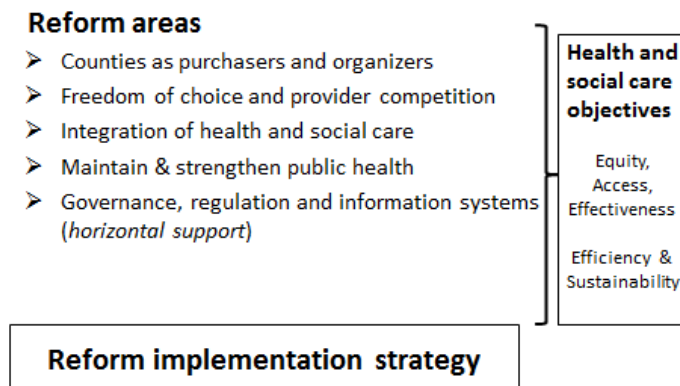 Reform areas
➢ Counties as purchasers and organizers
➢ Freedom of choice and provider competition
➢ Integration of health and social care
➢ Maintain & strengthen public health
➢ Governance, regulation and information systems
(horizontal support)
Health and
social care
objectives
Equity,
Access,
Effectiveness
Efficiency &
Sustainability
Reform implementation strategy